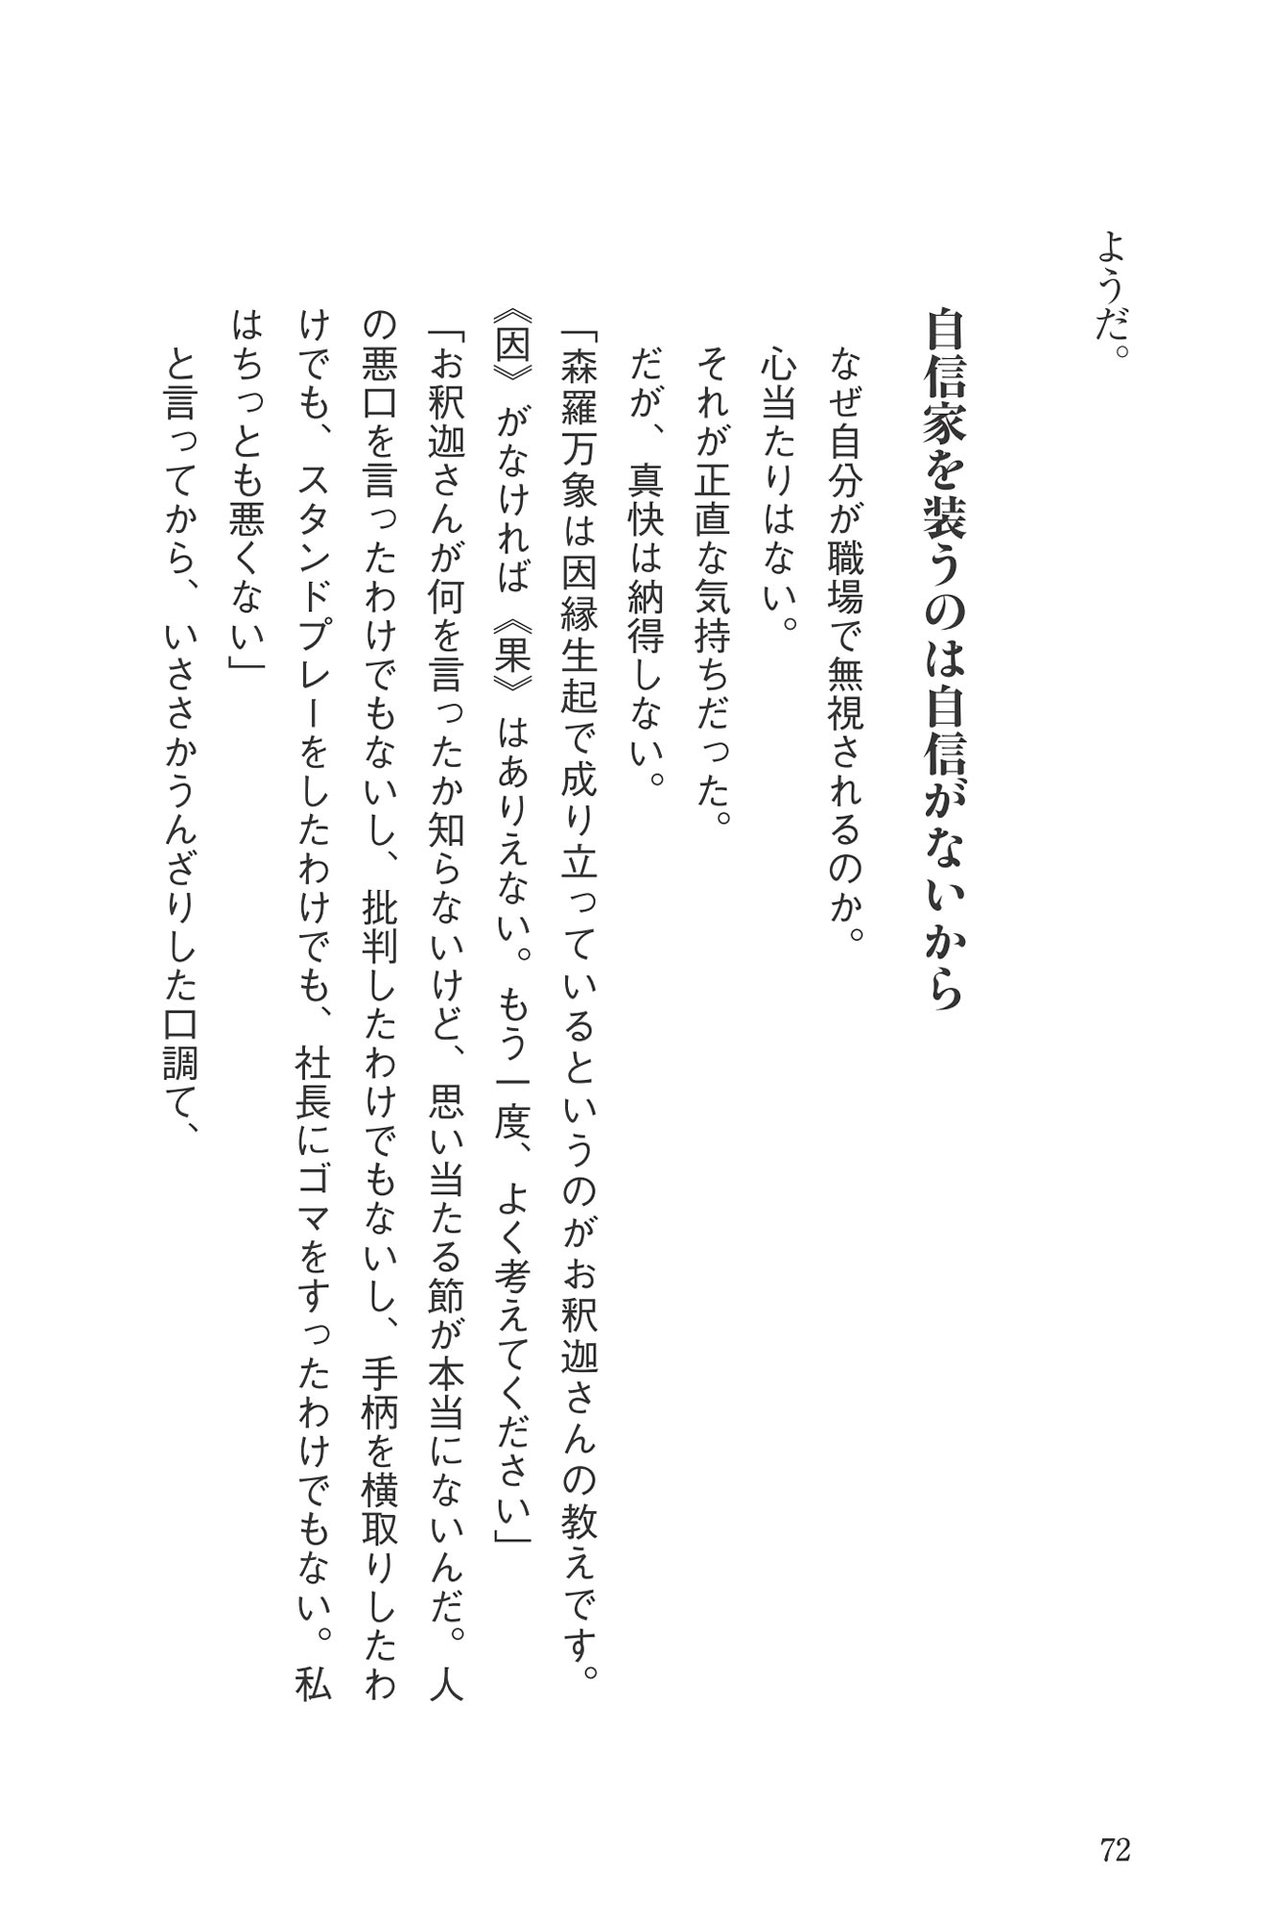 ようだ。
自信家を装うのは自信がないから
なぜ自分が職場で無視されるのか。
心当たりはない。
それが正直な気持ちだった。
だが、真快は納得しない。
「森羅万象は因縁生起で成り立っているというのがお釈迦さんの教えです。
《因》がなければ《果》はありえない。もう一度、よく考えてください」
「お釈迦さんが何を言ったか知らないけど、思い当たる節が本当にないんだ。人
の悪口を言ったわけでもないし、批判したわけでもないし、手柄を横取りしたわ
けでも、スタンドプレーをしたわけでも、社長にゴマをすったわけでもない。私
はちっとも悪くない」
と言ってから、いささかうんざりした口調て、
72